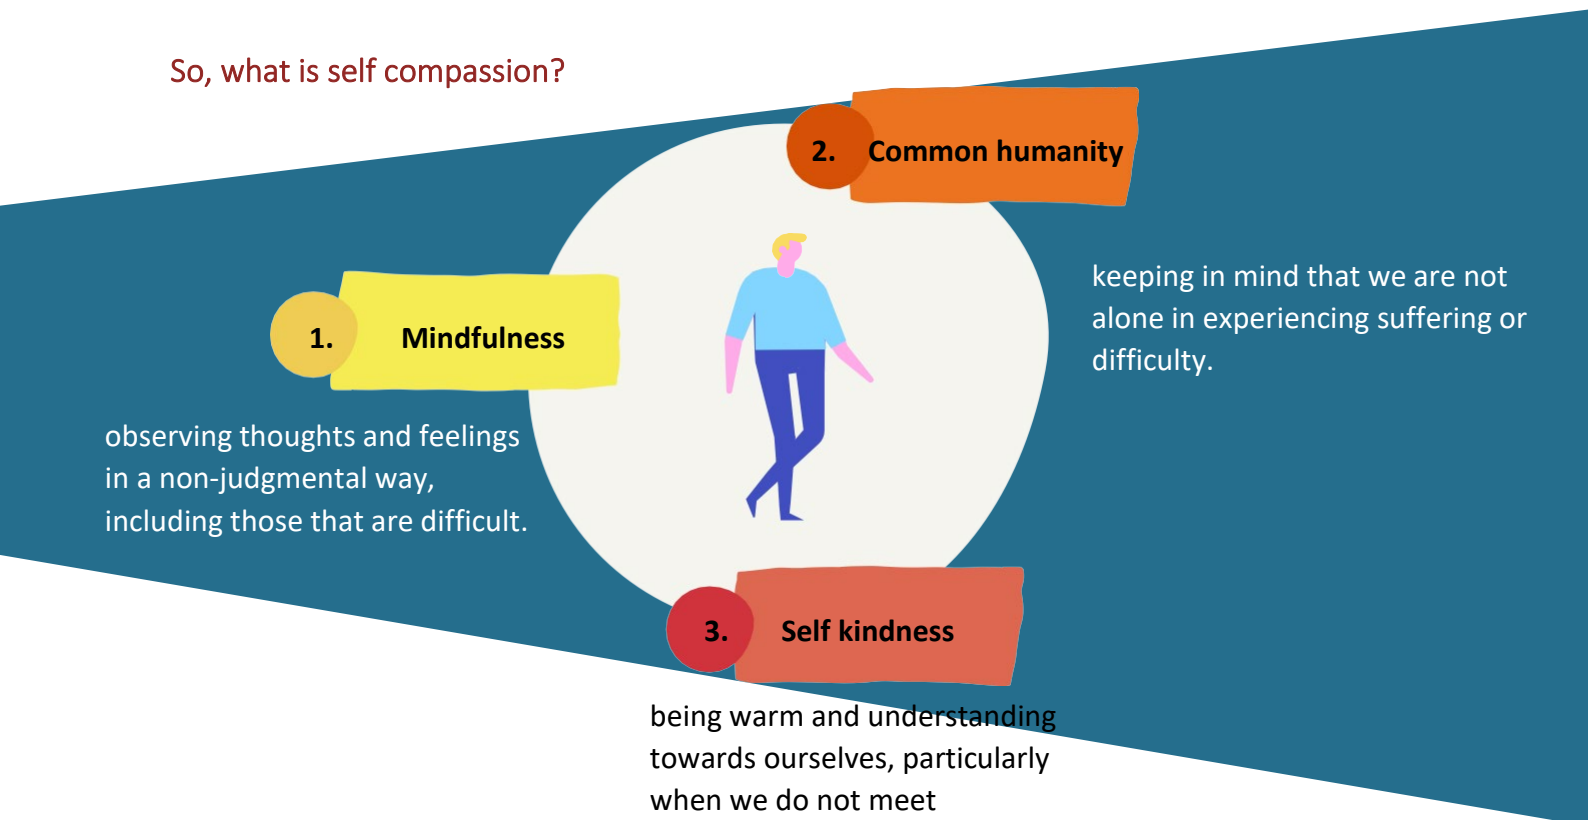 So, what is self compassion?
1. Mindfulness
observing thoughts and feelings
in a non-judgmental way,
including those that are difficult.
2. Common humanity
keeping in mind that we are not
alone in experiencing suffering or
difficulty.
3. Self kindness
being warm and understanding
towards ourselves, particularly
when we do not meet